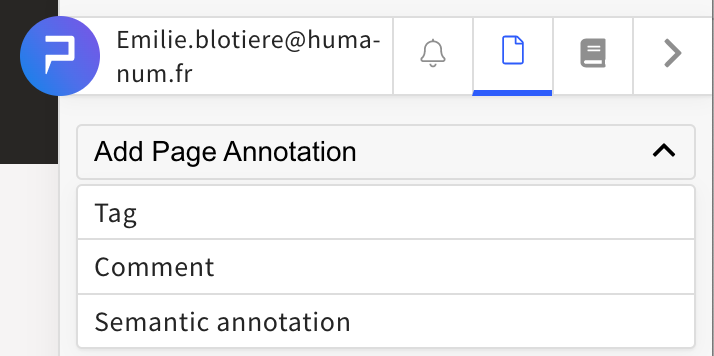 Emilie.blotiere@huma-
num.fr
Add Page Annotation
Tag
Comment
Semantic annotation